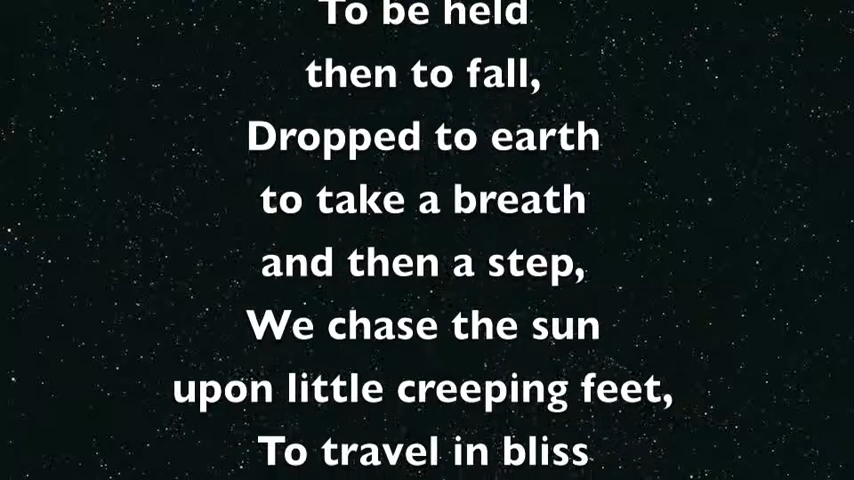 To be held
then to fall,
Dropped to earth
to take a breath
and then a step,
We chase the sun
upon little creeping feet,
To travel in bliss